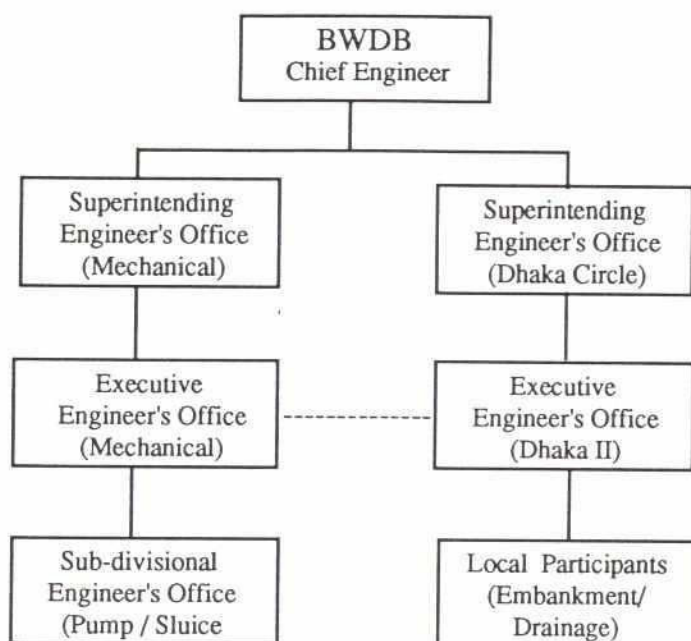 BWDB
Chief Engineer
Superintending
Engineer's Office
(Mechanical)
Superintending
Engineer's Office
(Dhaka Circle)
Executive
Engineer's Office
(Mechanical)
Executive
Engineer's Office
(Dhaka II)
Sub-divisional
Engineer's Office
(Pump / Sluice
Local Participants
(Embankment/
Drainage)